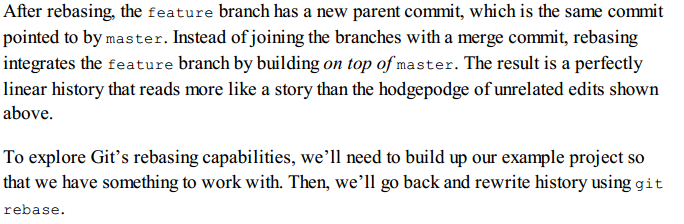 After rebasing, the feature branch has a new parent commit, which is the same commit
pointed to by master. Instead of joining the branches with a merge commit, rebasing
integrates the feature branch by building on top of master. The result is a perfectly
linear history that reads more like a story than the hodgepodge of unrelated edits shown
above.
To explore Git’s rebasing capabilities, we’ll need to build up our example project so
that we have something to work with. Then, we’ll go back and rewrite history using git
rebase.